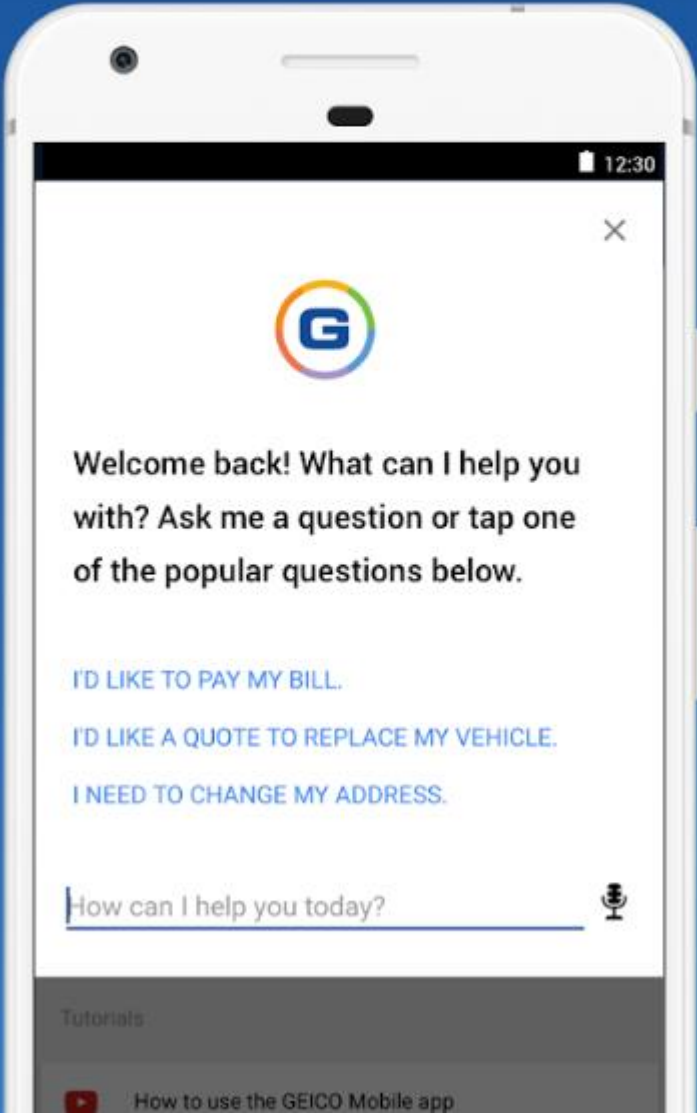 12:30
G
Welcome back! What can I help you
with? Ask me a question or tap one
of the popular questions below.
I'D LIKE TO PAY MY BILL.
I'D LIKE A QUOTE TO REPLACE MY VEHICLE.
I NEED TO CHANGE MY ADDRESS.
How can I help you today?
Tutorials
How to use the GEICO Mobile app